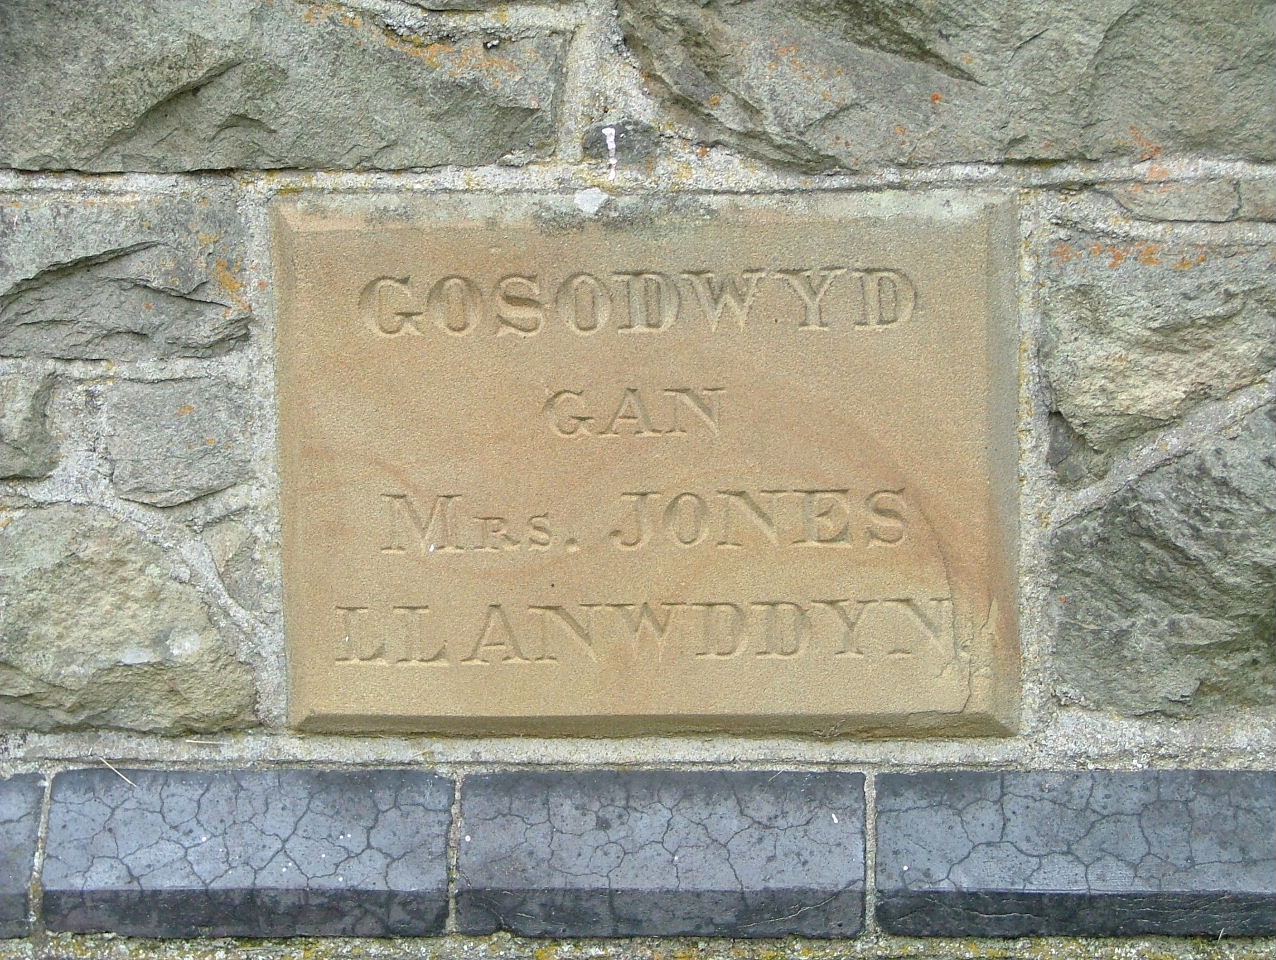 GOSODWYD
GAN
MRS. JONES
LLANWDDYN